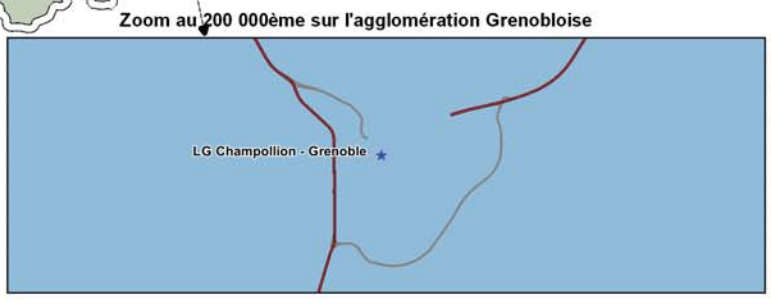 Zoom au 200 000ème sur l'agglomération Grenobloise
LG Champollion - Grenoble